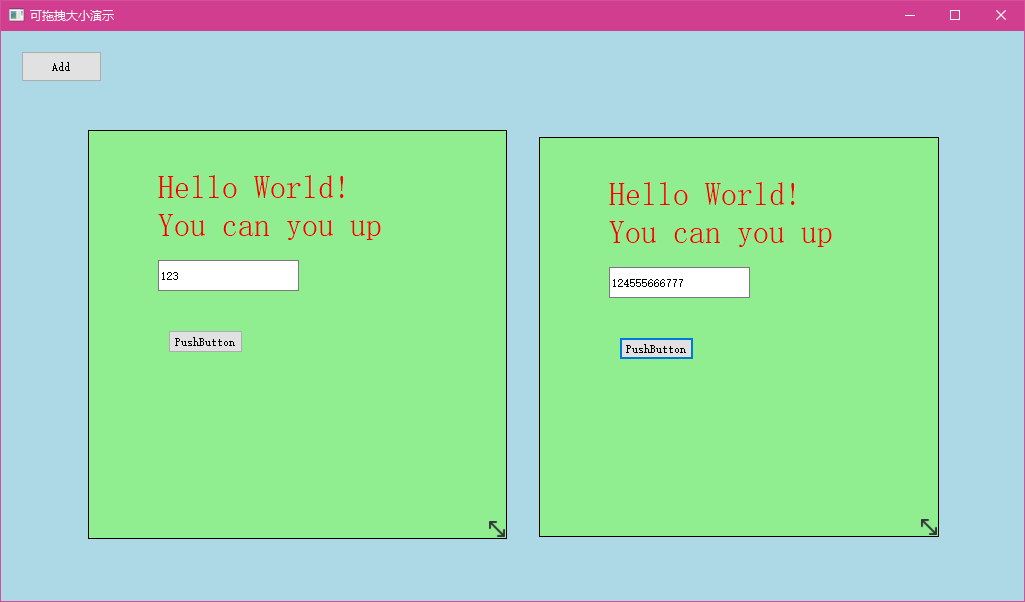 可拖拽大小演示
Add
Hello World!
You can you up
123
PushButton
Hello World!
You can you up
124555666777
PushButton